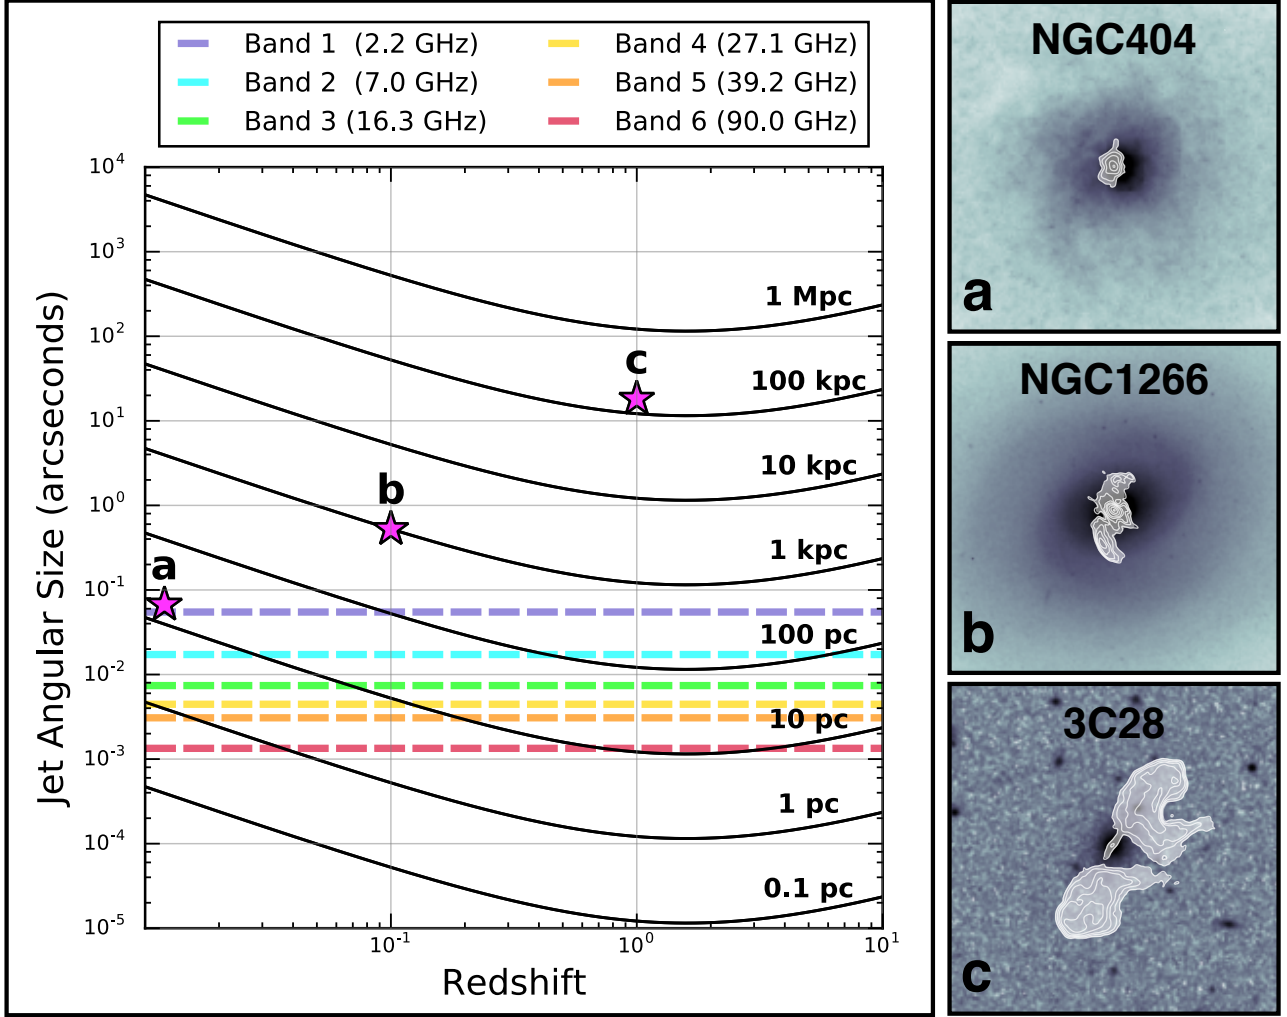 Band 1 (2.2 GHz)
Band 2 (7.0 GHz)
Band 3 (16.3 GHz)
Band 4 (27.1 GHz)
Band 5 (39.2 GHz)
Band 6 (90.0 GHz)
Jet Angular Size (arcseconds)
10⁴
10³
10²
10¹
10⁰
10⁻¹
10⁻²
10⁻³
10⁻⁴
10⁻⁵
1 Mpc
100 kpc
10 kpc
1 kpc
100 pc
10 pc
1 pc
0.1 pc
a
b
c
10⁻¹
10⁰
10¹
Redshift
NGC404
a
NGC1266
b
3C28
c